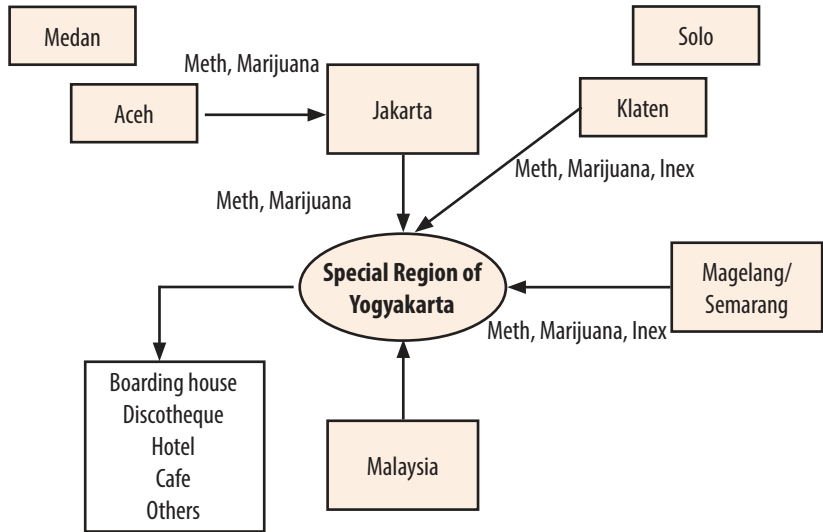 Medan
Solo
Meth, Marijuana
Aceh
Jakarta
Klaten
Meth, Marijuana, Inex
Meth, Marijuana
Special Region of
Yogyakarta
Magelang/
Semarang
Meth, Marijuana, Inex
Boarding house
Discotheque
Hotel
Cafe
Others
Malaysia